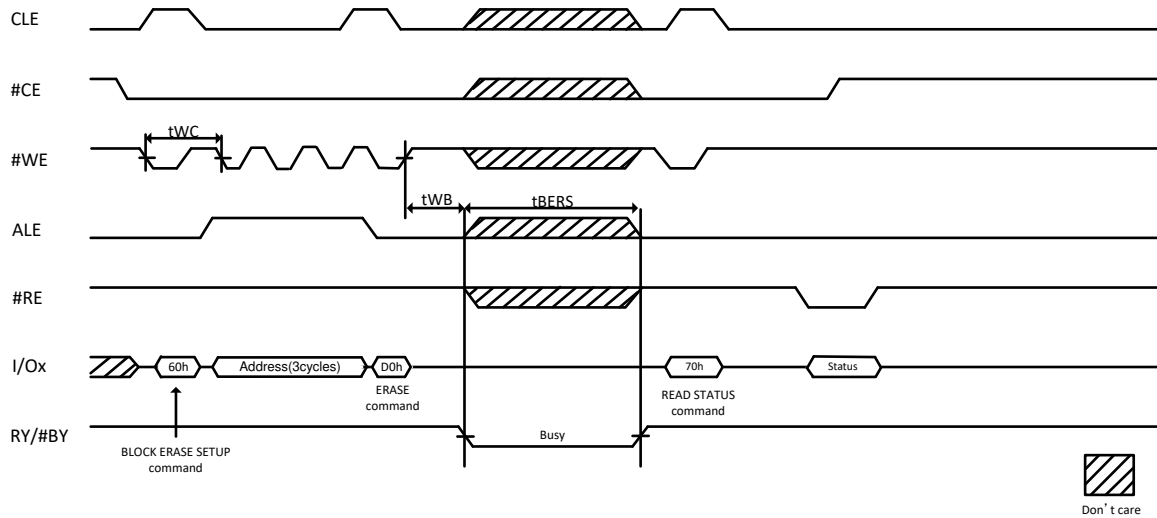 CLE
#CE
tWC
#WE
tWB
tBERS
ALE
#RE
I/Ox
60h
Address(3cycles)
D0h
70h
Status
ERASE
command
READ STATUS
command
RY/#BY
Busy
BLOCK ERASE SETUP
command
Don't care